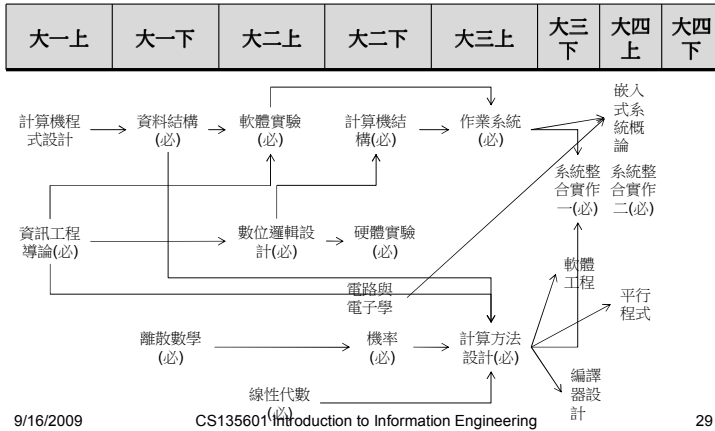 大一上 大一下 大二上 大二下 大三上 大三下 大四上 大四下
計算機程式設計
資料結構(必)
軟體實驗(必)
計算機結構(必)
作業系統(必)
嵌入式系統概論
系統整合實作一(必)
系統整合實作二(必)
資訊工程導論(必)
數位邏輯設計(必)
硬體實驗(必)
電路與電子學
軟體工程
平行程式
離散數學(必)
機率(必)
計算方法設計(必)
線性代數(必)
編譯器設計
9/16/2009 CS135601 Introduction to Information Engineering 29